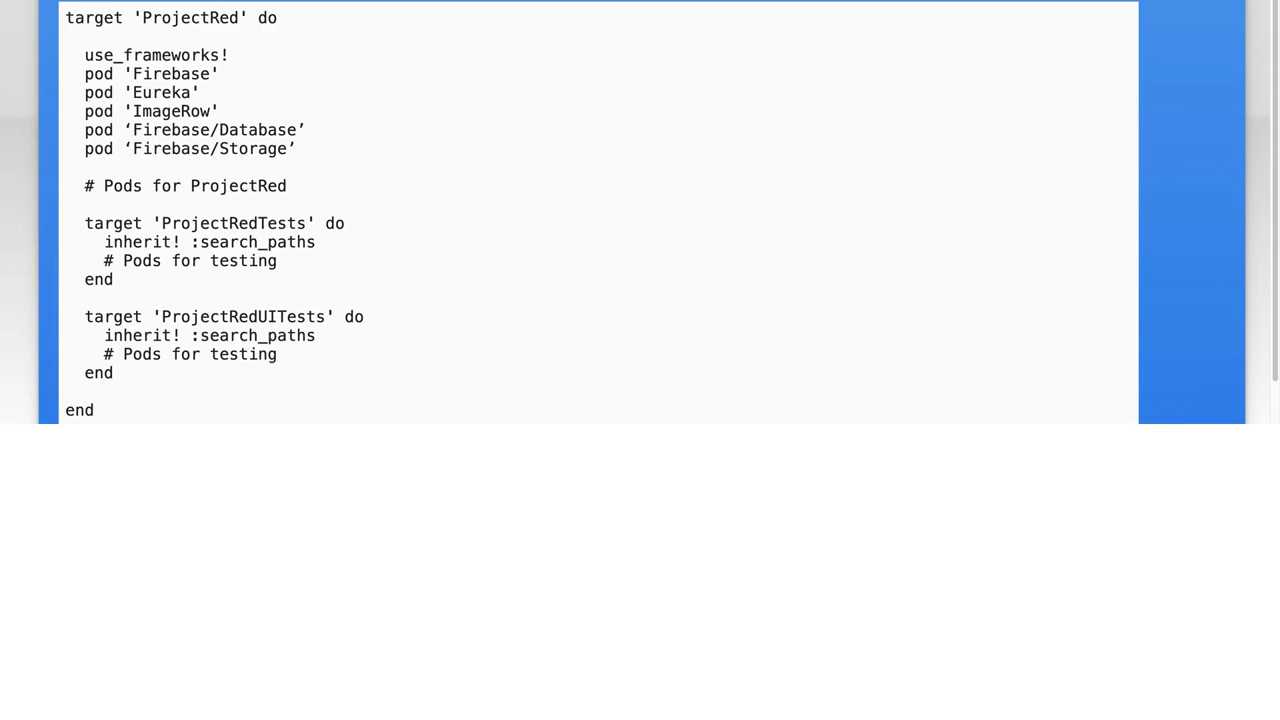 target 'ProjectRed' do
use_frameworks!
pod 'Firebase'
pod 'Eureka'
pod 'ImageRow'
pod ‘Firebase/Database’
pod ‘Firebase/Storage’
# Pods for ProjectRed
target 'ProjectRedTests' do
inherit! :search_paths
# Pods for testing
end
target 'ProjectRedUITests' do
inherit! :search_paths
# Pods for testing
end
end